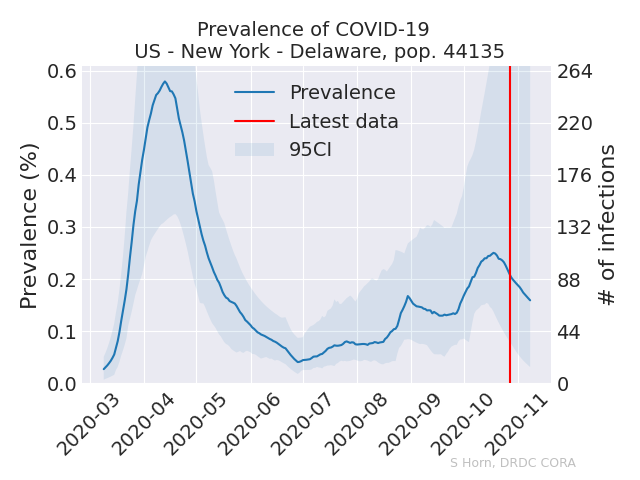 Prevalence of COVID-19
US - New York - Delaware, pop. 44135
Prevalence (%)
0.6
0.5
0.4
0.3
0.2
0.1
0.0
Prevalence
Latest data
95CI
264
220
176
132
88
44
0
# of infections
2020-03
2020-04
2020-05
2020-06
2020-07
2020-08
2020-09
2020-10
2020-11
S Horn, DRDC CORA